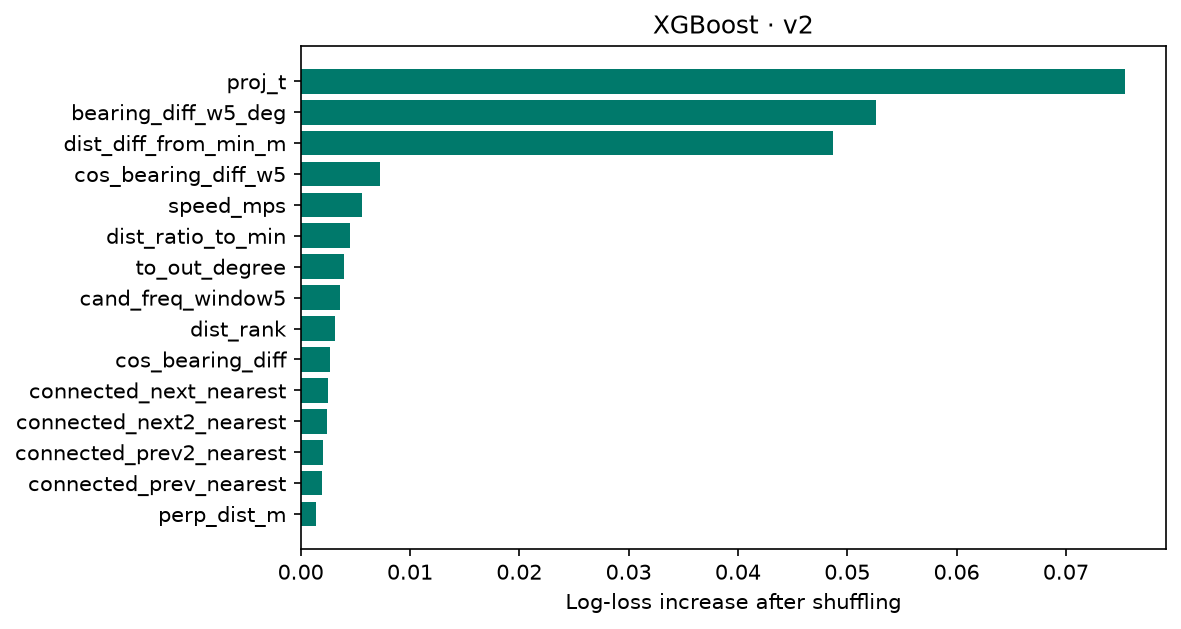 XGBoost · v2
proj_t
bearing_diff_w5_deg
dist_diff_from_min_m
cos_bearing_diff_w5
speed_mps
dist_ratio_to_min
to_out_degree
cand_freq_window5
dist_rank
cos_bearing_diff
connected_next_nearest
connected_next2_nearest
connected_prev2_nearest
connected_prev_nearest
perp_dist_m
0.00 0.01 0.02 0.03 0.04 0.05 0.06 0.07
Log-loss increase after shuffling